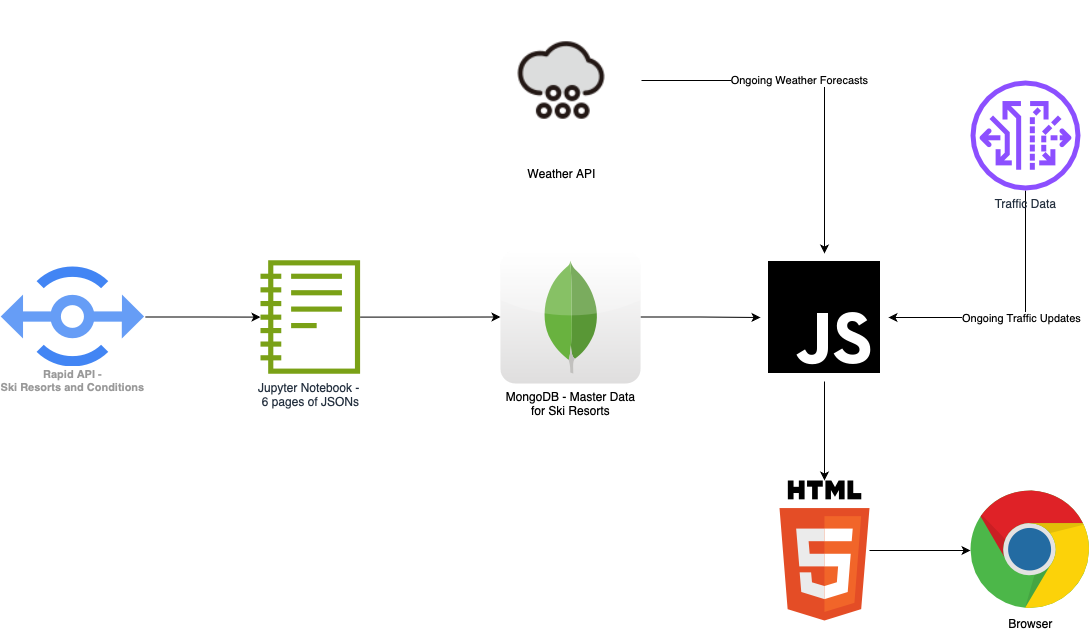 Ongoing Weather Forecasts
Weather API
Traffic Data
Rapid API -
Ski Resorts and Conditions
Jupyter Notebook -
6 pages of JSONs
MongoDB - Master Data
for Ski Resorts
JS
Ongoing Traffic Updates
HTML
5
Browser